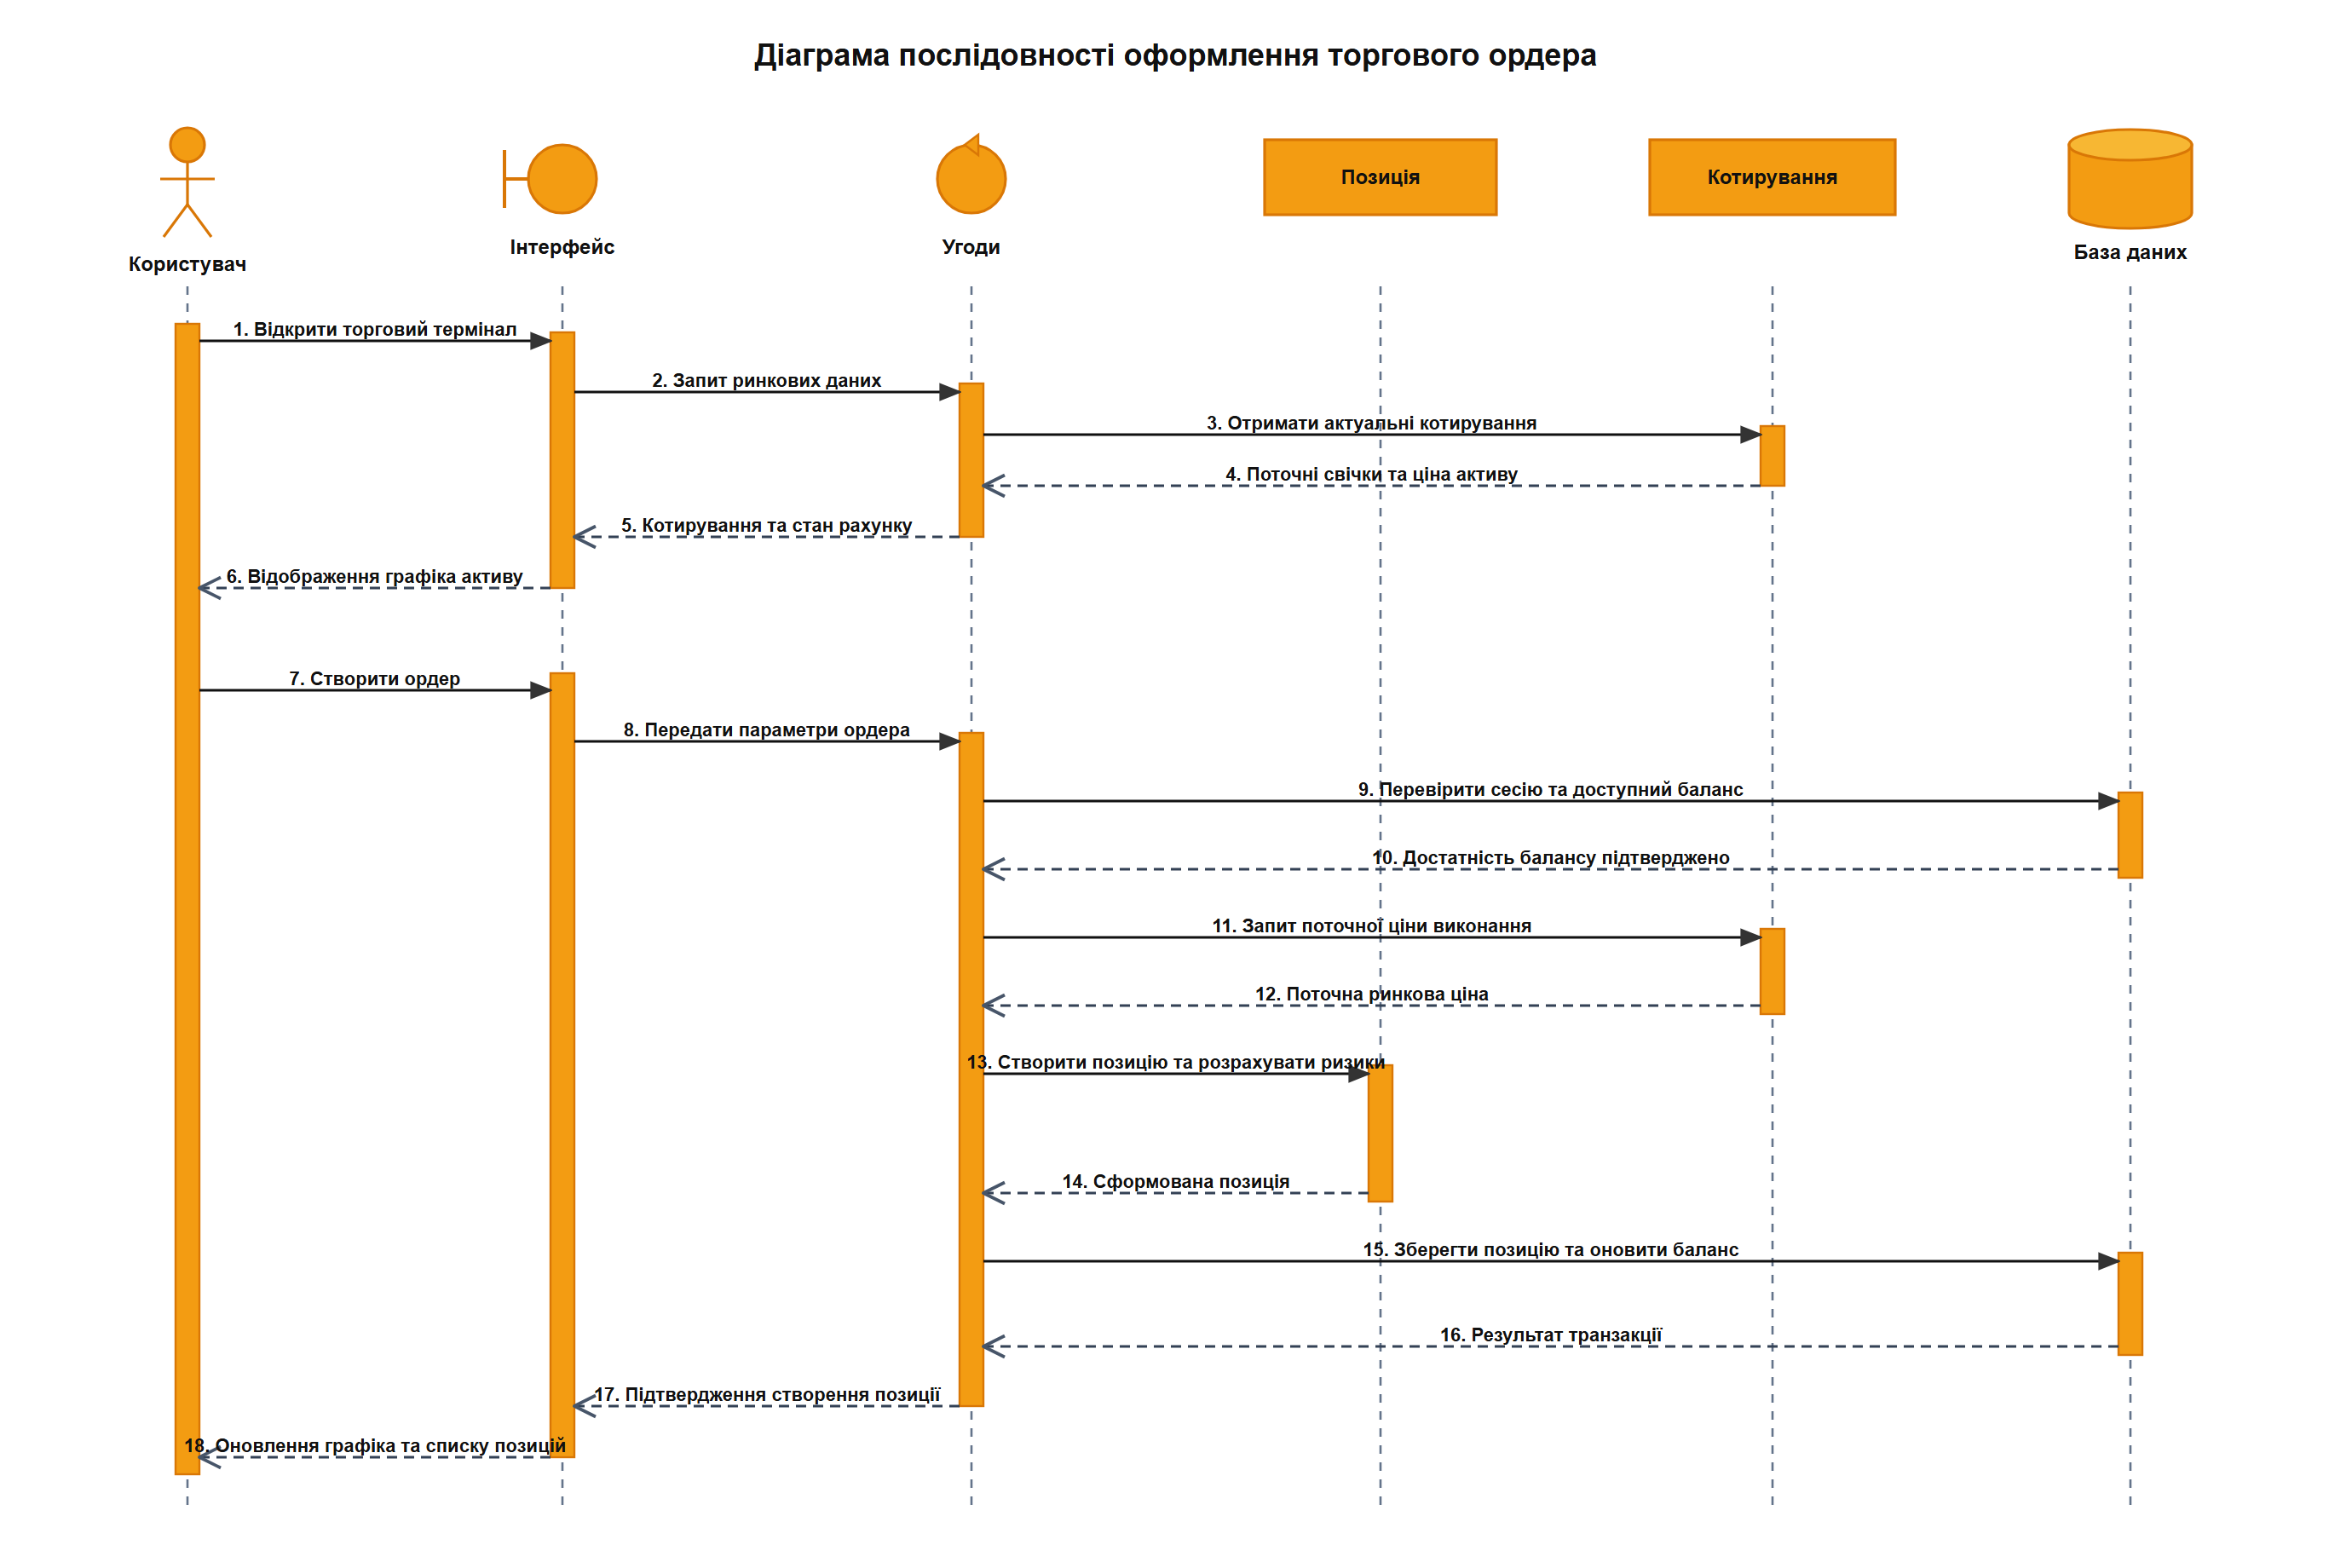 Діаграма послідовності оформлення торгового ордера
Користувач
Інтерфейс
Угоди
Позиція
Котирування
База даних
1. Відкрити торговий термінал
2. Запит ринкових даних
3. Отримати актуальні котирування
4. Поточні свічки та ціна активу
5. Котирування та стан рахунку
6. Відображення графіка активу
7. Створити ордер
8. Передати параметри ордера
9. Перевірити сесію та доступний баланс
10. Достатність балансу підтверджено
11. Запит поточної ціни виконання
12. Поточна ринкова ціна
13. Створити позицію та розрахувати ризики
14. Сформована позиція
15. Зберегти позицію та оновити баланс
16. Результат транзакції
17. Підтвердження створення позиції
18. Оновлення графіка та списку позицій